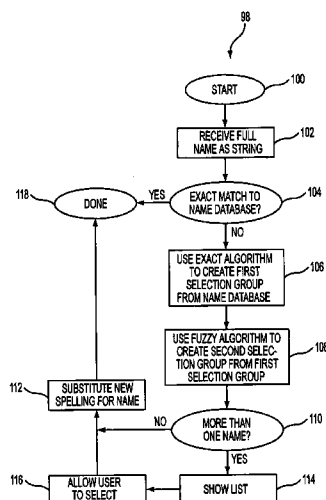 98
START
100
RECEIVE FULL
NAME AS STRING
102
118
DONE
YES
EXACT MATCH TO
NAME DATABASE?
104
NO
USE EXACT ALGORITHM
TO CREATE FIRST
SELECTION GROUP
FROM NAME DATABASE
106
USE FUZZY ALGORITHM TO
CREATE SECOND SELEC-
TION GROUP FROM FIRST
SELECTION GROUP
108
112
SUBSTITUTE NEW
SPELLING FOR NAME
NO
MORE THAN
ONE NAME?
110
YES
116
ALLOW USER
TO SELECT
SHOW LIST
114